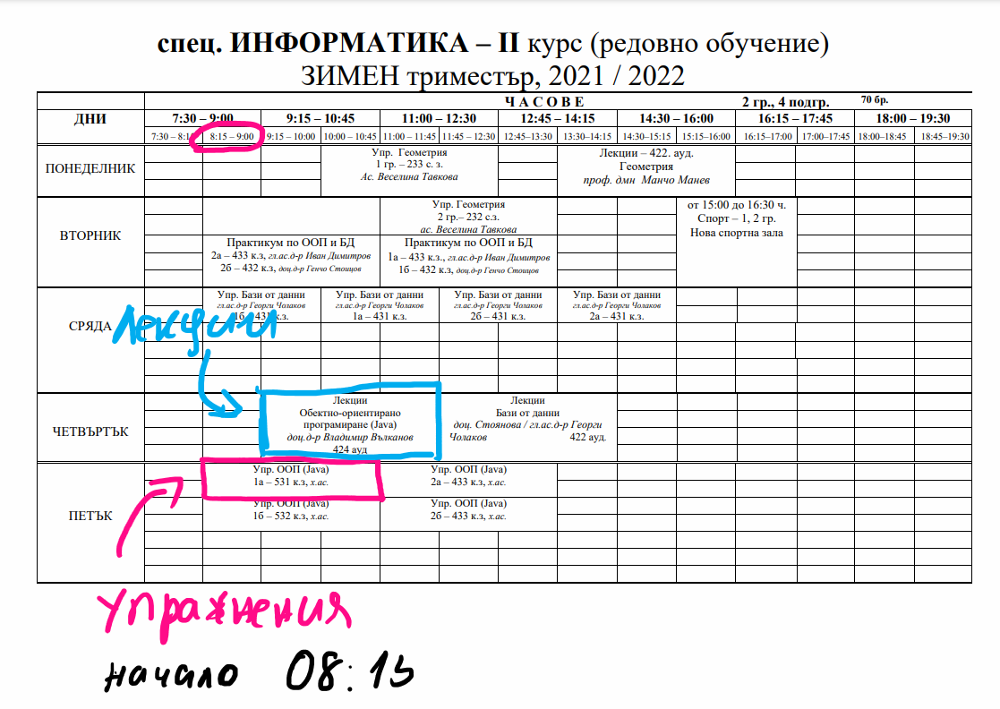 спец. ИНФОРМАТИКА – II курс (редовно обучение)
ЗИМЕН триместър, 2021 / 2022
ДНИ
Ч А С О В Е 2 гр., 4 подгр. 70 бр.
7:30 – 9:00 9:15 – 10:45 11:00 – 12:30 12:45 – 14:15 14:30 – 16:00 16:15 – 17:45 18:00 – 19:30
7:30 – 8:15 8:15 – 9:00 9:15 – 10:00 10:00 – 10:45 11:00 – 11:45 11:45 – 12:30 12:45–13:30 13:30–14:15 14:30–15:15 15:15–16:00 16:15–17:00 17:00–17:45 18:00–18:45 18:45–19:30
ПОНЕДЕЛНИК
Упр. Геометрия
1 гр. – 233 с. з.
Ас. Веселина Тавкова
Лекции – 422. ауд.
Геометрия
проф. дмн Манчо Манев
ВТОРНИК
Упр. Геометрия
2 гр.– 232 с.з.
ас. Веселина Тавкова
от 15:00 до 16:30 ч.
Спорт – 1, 2 гр.
Нова спортна зала
Практикум по ООП и БД
2а – 433 к.з, гл.ас.д-р Иван Димитров
2б – 432 к.з, доц.д-р Генчо Стоицов
Практикум по ООП и БД
1а – 433 к.з., гл.ас.д-р Иван Димитров
1б – 432 к.з, доц.д-р Генчо Стоицов
СРЯДА
Упр. Бази от данни
гл.ас.д-р Георги Чолаков
1б – 431 к.з.
Упр. Бази от данни
гл.ас.д-р Георги Чолаков
1а – 431 к.з.
Упр. Бази от данни
гл.ас.д-р Георги Чолаков
2б – 431 к.з.
Упр. Бази от данни
гл.ас.д-р Георги Чолаков
2а – 431 к.з.
Лекции
ЧЕТВЪРТЪК
Лекции
Обектно-ориентирано
програмиране (Java)
доц.д-р Владимир Вълканов
424 ауд
Лекции
Бази от данни
доц. Стоянова / гл.ас.д-р Георги
Чолаков 422 ауд.
ПЕТЪК
Упр. ООП (Java)
1а – 531 к.з, х.ас.
Упр. ООП (Java)
2а – 433 к.з, х.ас.
Упр. ООП (Java)
1б – 532 к.з, х.ас.
Упр. ООП (Java)
2б – 433 к.з, х.ас.
Упражнения
начало 08:15